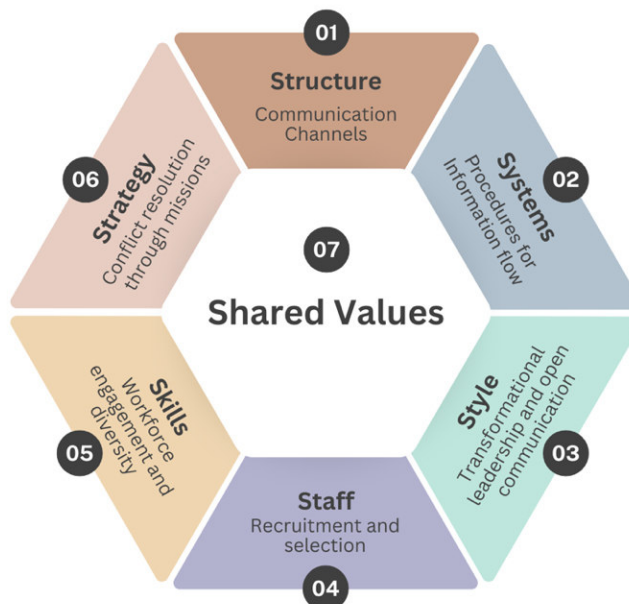 01
Structure
Communication
Channels
02
Systems
Procedures for
Information flow
03
Style
Transformational
leadership and open
communication
04
Staff
Recruitment and
selection
05
Skills
Workforce
engagement and
diversity
06
Strategy
Conflict resolution
through missions
07
Shared Values